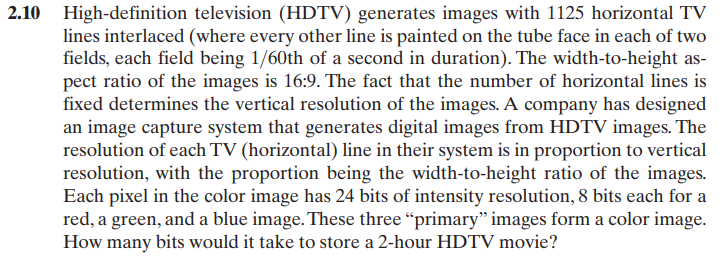 2.10 High-definition television (HDTV) generates images with 1125 horizontal TV
lines interlaced (where every other line is painted on the tube face in each of two
fields, each field being 1/60th of a second in duration). The width-to-height as-
pect ratio of the images is 16:9. The fact that the number of horizontal lines is
fixed determines the vertical resolution of the images. A company has designed
an image capture system that generates digital images from HDTV images. The
resolution of each TV (horizontal) line in their system is in proportion to vertical
resolution, with the proportion being the width-to-height ratio of the images.
Each pixel in the color image has 24 bits of intensity resolution, 8 bits each for a
red, a green, and a blue image. These three “primary” images form a color image.
How many bits would it take to store a 2-hour HDTV movie?